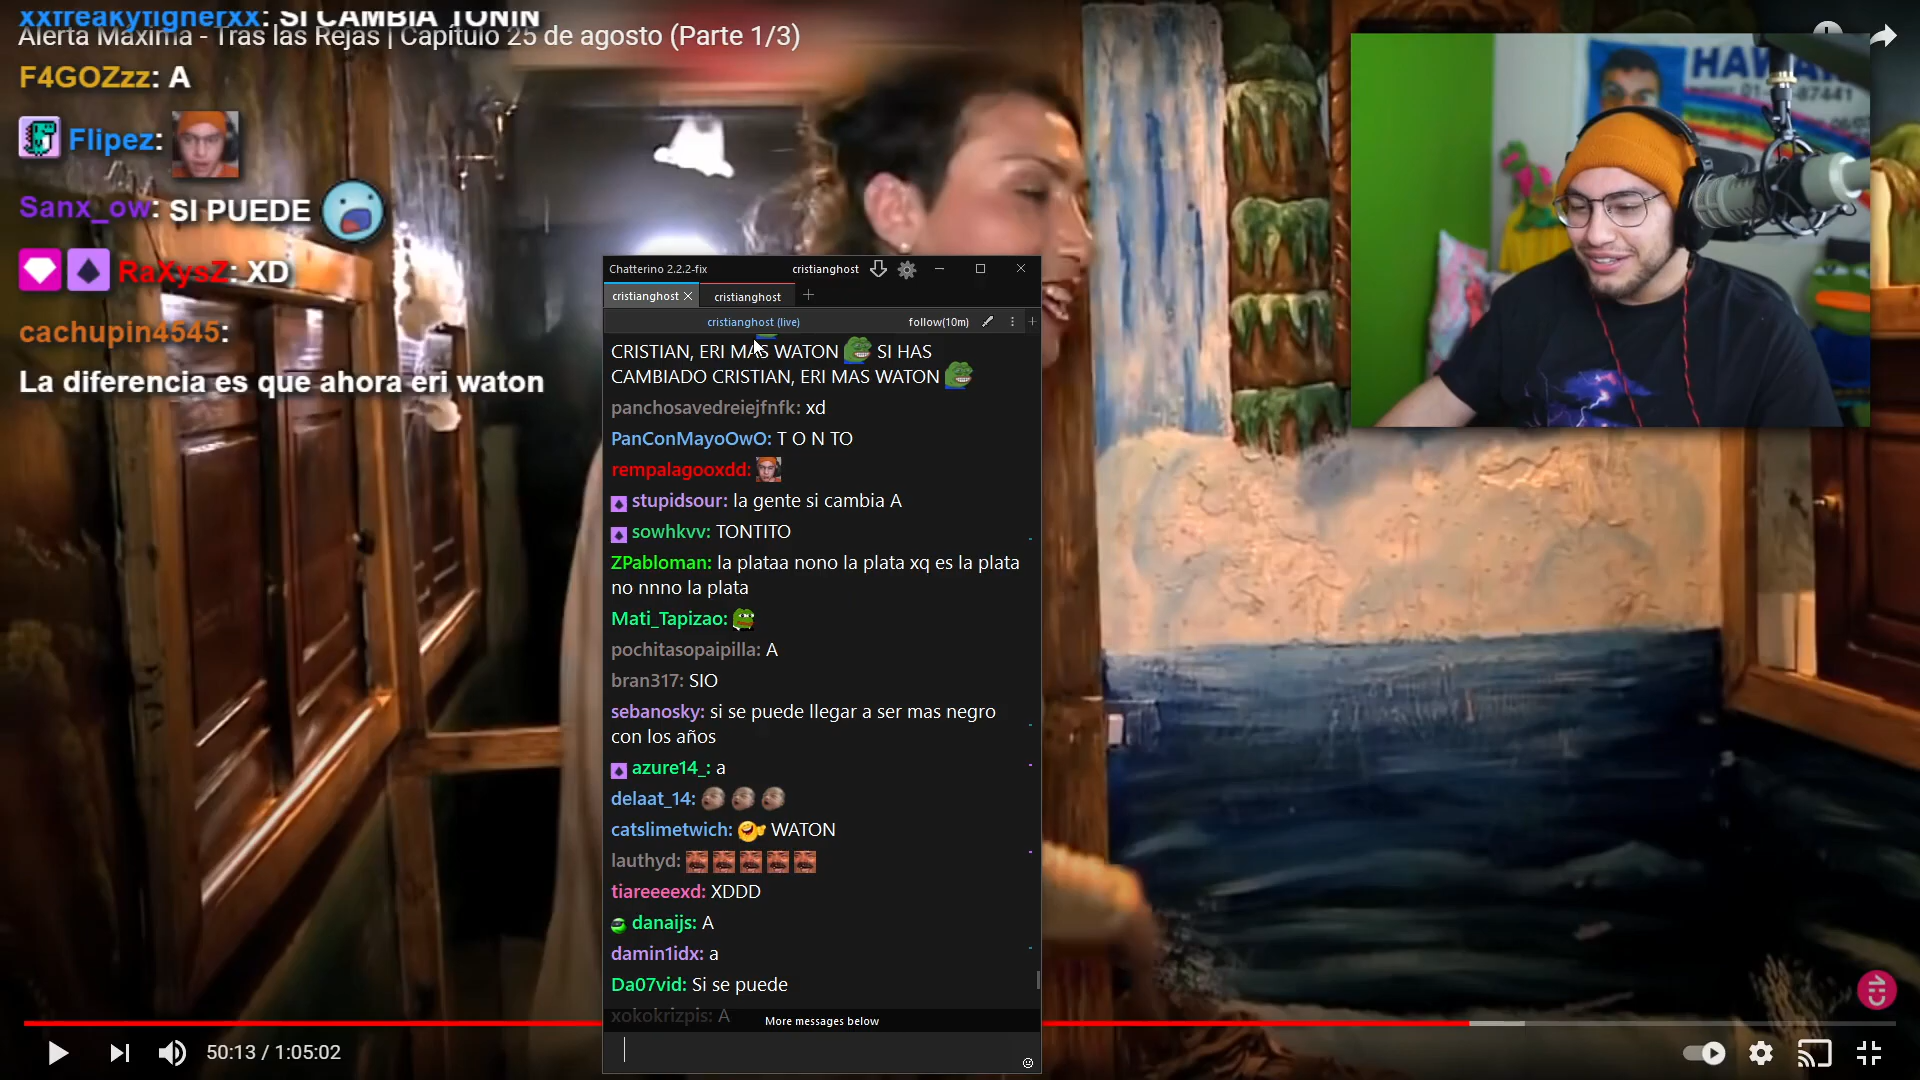 xxfreakyfigherxx: SI CAMBIA TONIN
Alerta Máxima - Tras las Rejas | Capítulo 25 de agosto (Parte 1/3)
F4GOZzz: A
Flipez:
Sanx_ow: SI PUEDE
RaXysZ: XD
cachupin4545:
La diferencia es que ahora eri waton
Chatterino 2.2.2-fix
cristianghost
cristianghost
cristianghost
cristianghost (live)
follow(10m)
CRISTIAN, ERI MAS WATON SI HAS
CAMBIADO CRISTIAN, ERI MAS WATON
panchosavedreiejfnfk: xd
PanConMayoOwO: T O N TO
rempalagooxdd:
stupidsour: la gente si cambia A
sowhkvv: TONTITO
ZPabloman: la plataa nono la plata xq es la plata
no nnno la plata
Mati_Tapizao:
pochitasopaipilla: A
bran317: SIO
sebanosky: si se puede llegar a ser mas negro
con los años
azure14_: a
delaat_14:
catslimetwich: WATON
lauthyd:
tiareeeexd: XDDD
danaijs: A
damin1idx: a
Da07vid: Si se puede
xokokrizpis: A
More messages below
50:13 / 1:05:02